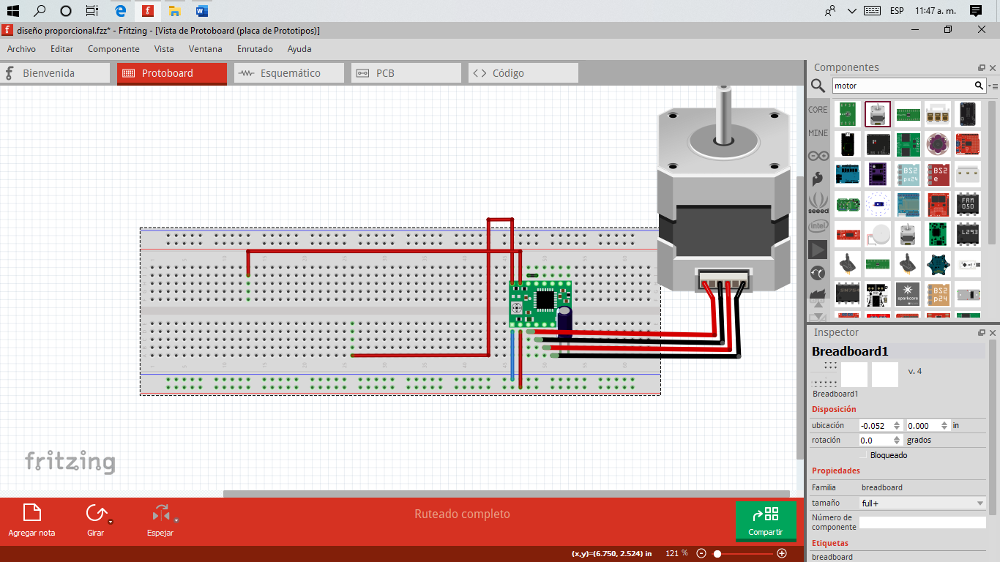 ESP 11:47 a. m.
diseño proporcional.fzz* - Fritzing - [Vista de Protoboard (placa de Prototipos)]
Archivo Editar Componente Vista Ventana Enrutado Ayuda
Bienvenida Protoboard Esquemático PCB Código
Componentes
motor
CORE
MINE
BS2 px24 BS2 e
seeed
FRM 050
intel
L293
SN754 sparkcore BS2 p24
Inspector
Breadboard1
v. 4
Breadboard1
Disposición
ubicación -0.052 0.000 in
rotación 0.0 grados
Bloqueado
Propiedades
Familia breadboard
tamaño full+
Número de componente
Etiquetas
breadboard
fritzing
Ruteado completo
Agregar nota Girar Espejar Compartir
(x,y)=(6.750, 2.524) in 121 %